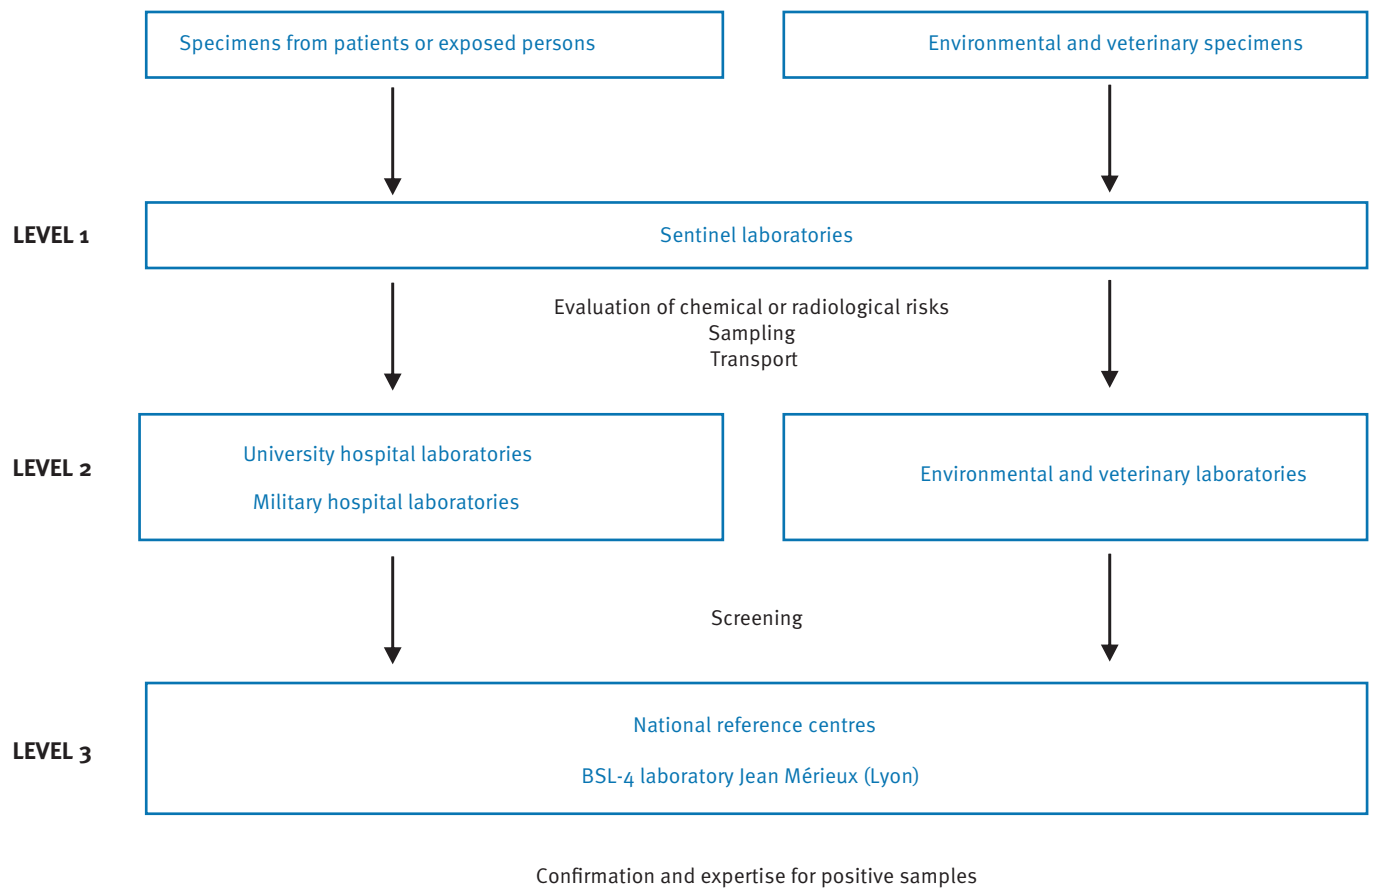 Specimens from patients or exposed persons
Environmental and veterinary specimens
LEVEL 1
Sentinel laboratories
Evaluation of chemical or radiological risks
Sampling
Transport
LEVEL 2
University hospital laboratories
Military hospital laboratories
Environmental and veterinary laboratories
Screening
LEVEL 3
National reference centres
BSL-4 laboratory Jean Mérieux (Lyon)
Confirmation and expertise for positive samples